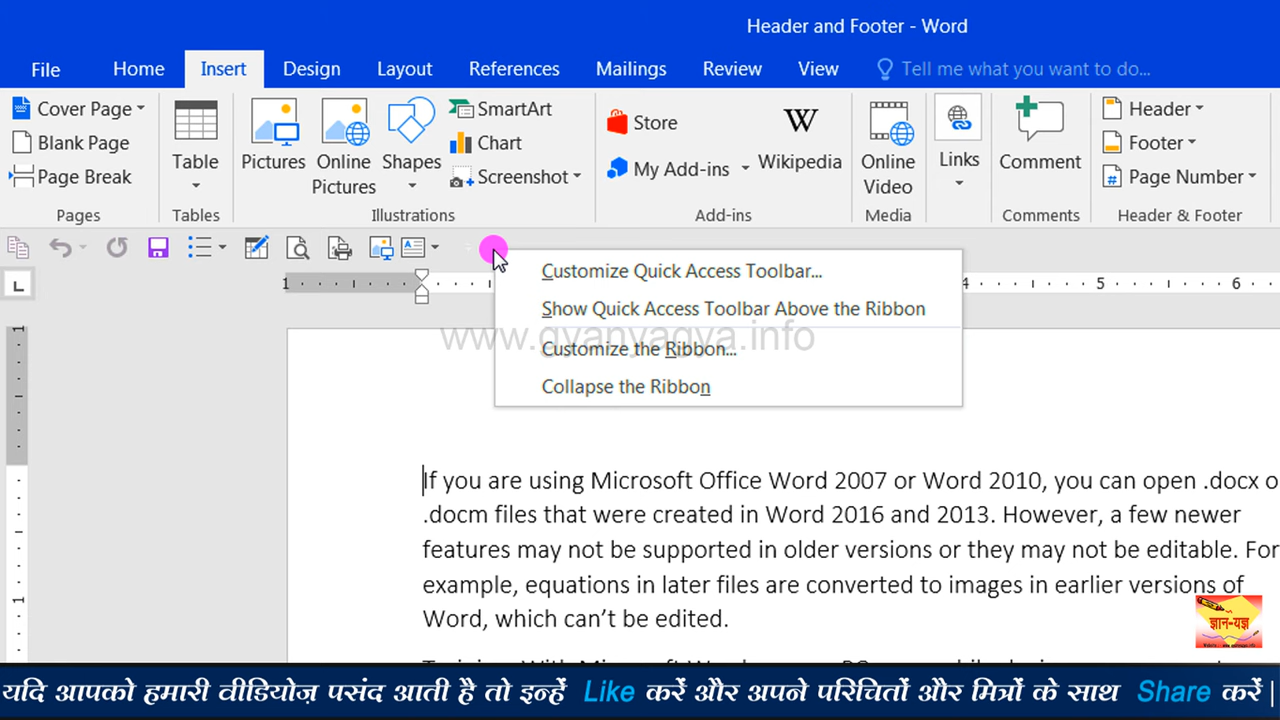 Header and Footer - Word
File Home Insert Design Layout References Mailings Review View Tell me what you want to do...
Cover Page
Blank Page
Page Break
Pages
Table
Tables
Pictures
Online Pictures
Shapes
SmartArt
Chart
Screenshot
Illustrations
Store
My Add-ins
Wikipedia
Add-ins
Online Video
Media
Links
Comment
Comments
Header
Footer
Page Number
Header & Footer
Customize Quick Access Toolbar...
Show Quick Access Toolbar Above the Ribbon
Customize the Ribbon...
Collapse the Ribbon
L
1 4 5 6
1
1
www.gyanyagya.info
If you are using Microsoft Office Word 2007 or Word 2010, you can open .docx o
.docm files that were created in Word 2016 and 2013. However, a few newer
features may not be supported in older versions or they may not be editable. For
example, equations in later files are converted to images in earlier versions of
Word, which can’t be edited.
ज्ञान-यज्ञ
यदि आपको हमारी वीडियोज़ पसंद आती है तो इन्हें Like करें और अपने परिचितों और मित्रों के साथ Share करें |